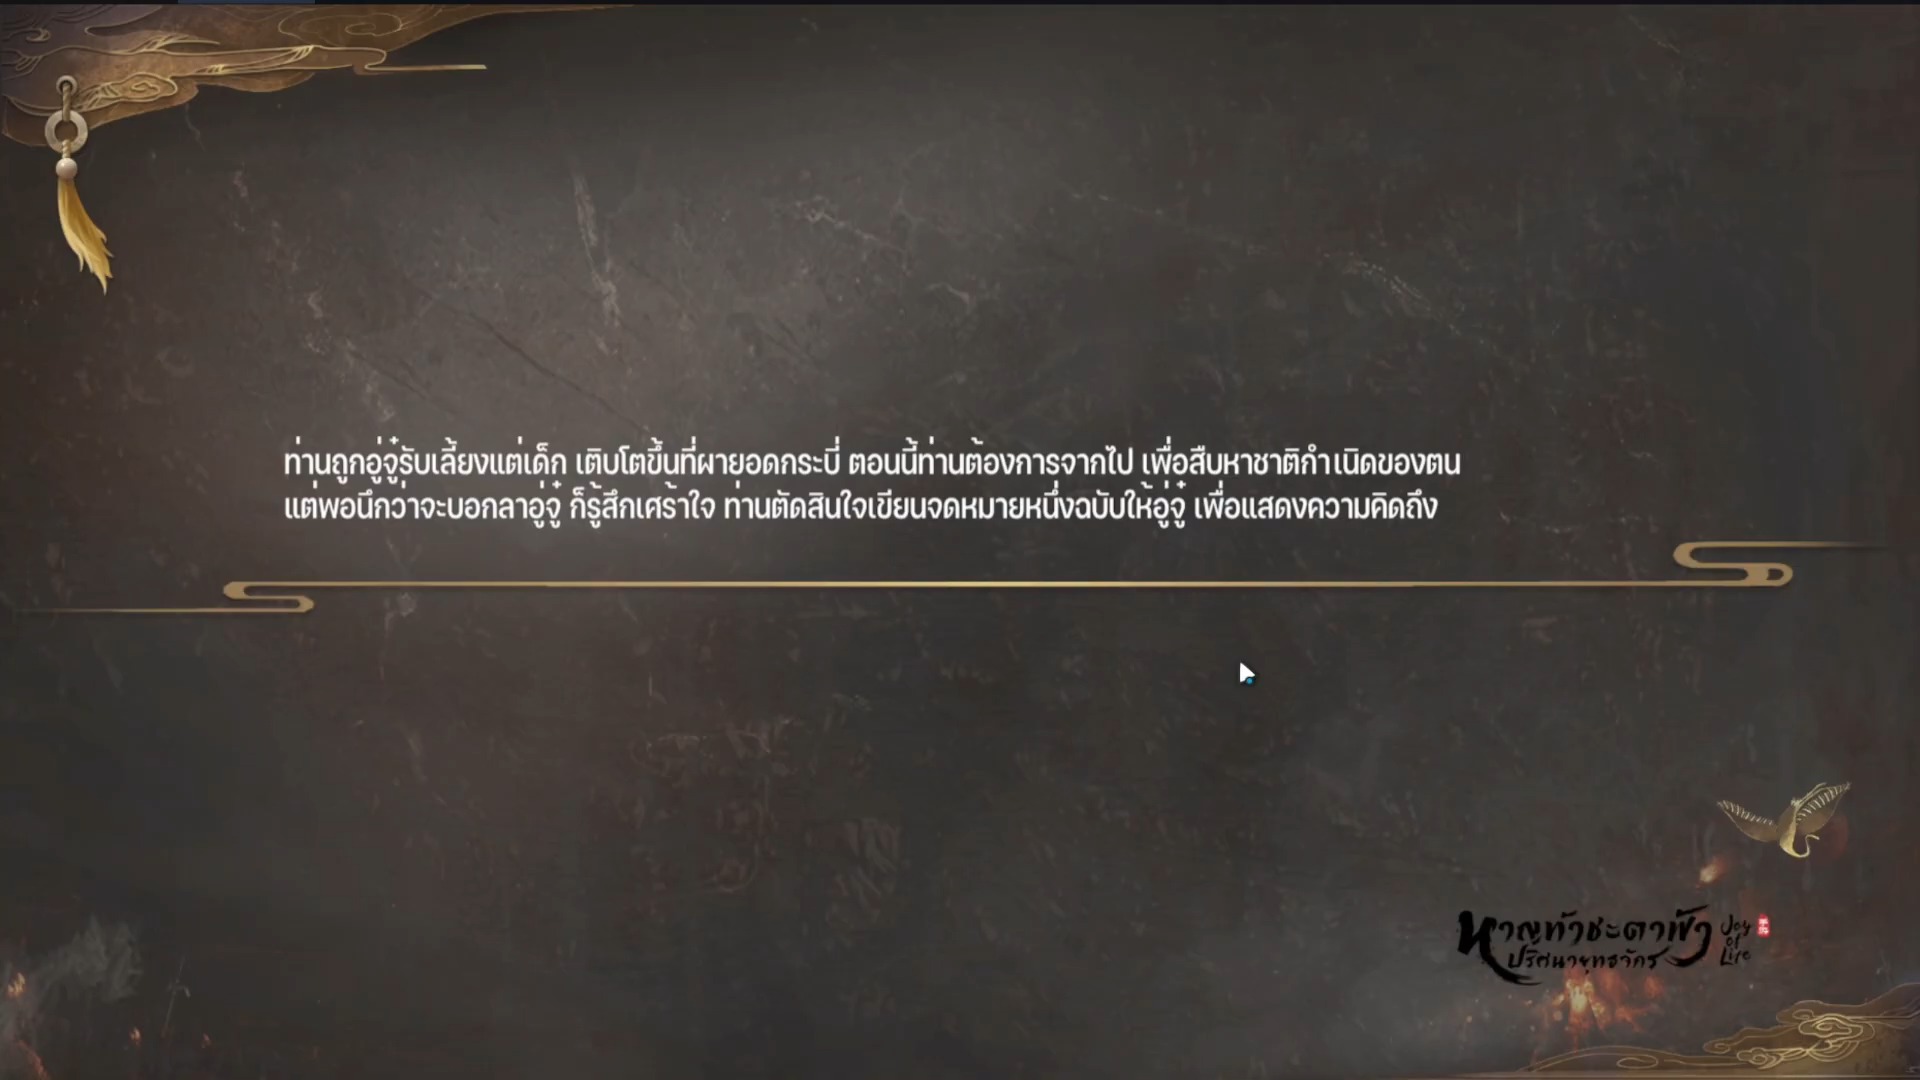 ท่านถูกอู่จู๋รับเลี้ยงแต่เด็ก เติบโตขึ้นที่ผายอดกระบี่ ตอนนี้ท่านต้องการจากไป เพื่อสืบหาชาติกำเนิดของตน
แต่พอนึกว่าจะบอกลาอู่จู๋ ก็รู้สึกเศร้าใจ ท่านตัดสินใจเขียนจดหมายหนึ่งฉบับให้อู่จู๋ เพื่อแสดงความคิดถึง
หาญท้าชะตาฟ้า
ปริศนายุทธจักร
Joy of Life